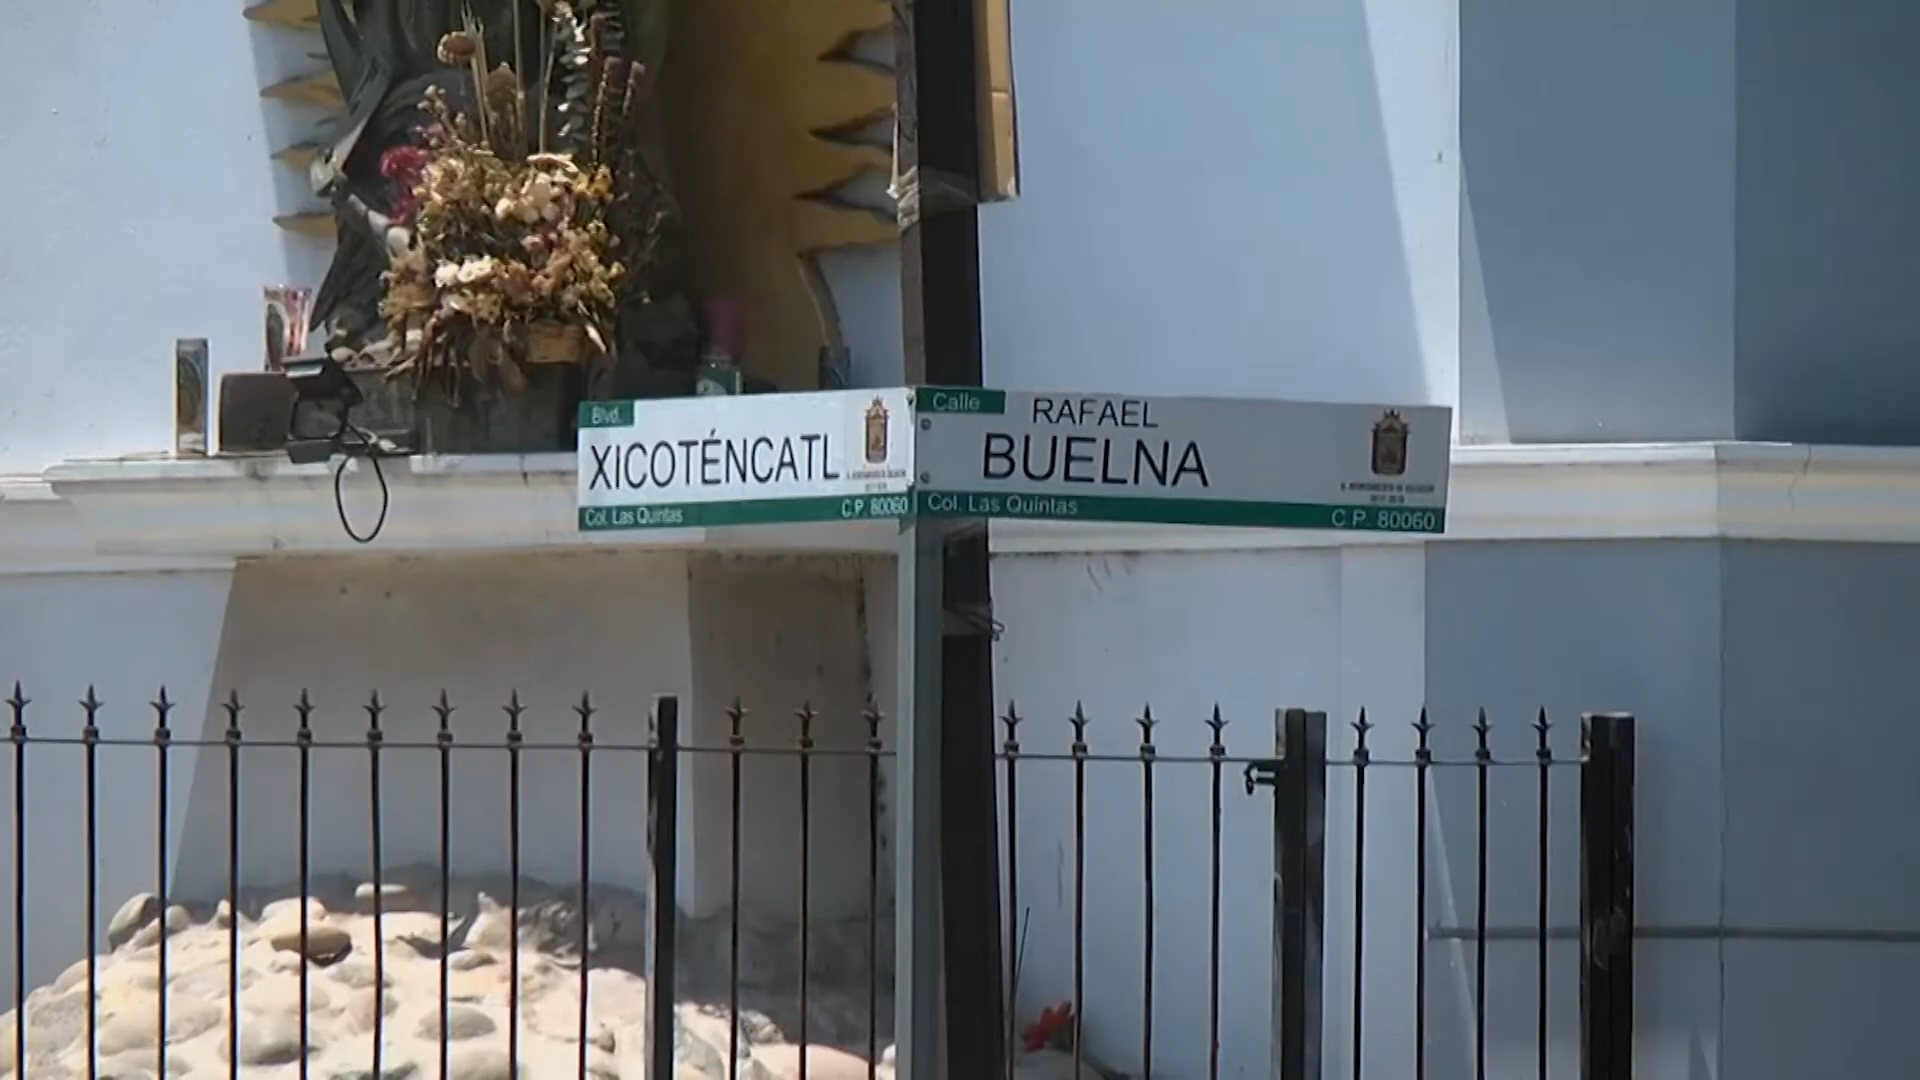 Blvd.
XICOTÉNCATL
Col. Las Quintas
C.P. 80060
Calle
RAFAEL
BUELNA
Col. Las Quintas
C.P. 80060